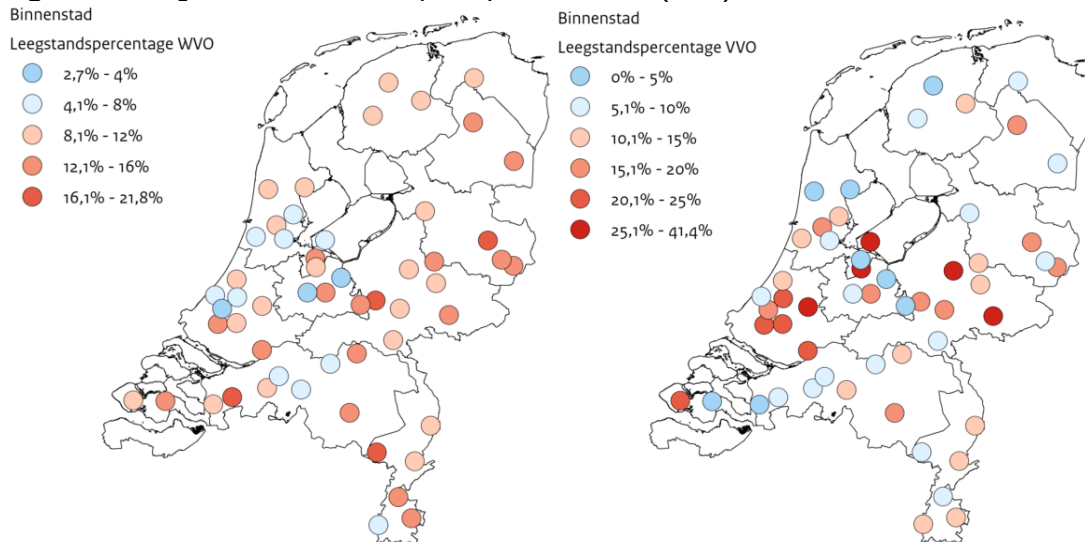 Binnenstad
Leegstandspercentage WVO
2,7% - 4%
4,1% - 8%
8,1% - 12%
12,1% - 16%
16,1% - 21,8%
Binnenstad
Leegstandspercentage VVO
0% - 5%
5,1% - 10%
10,1% - 15%
15,1% - 20%
20,1% - 25%
25,1% - 41,4%